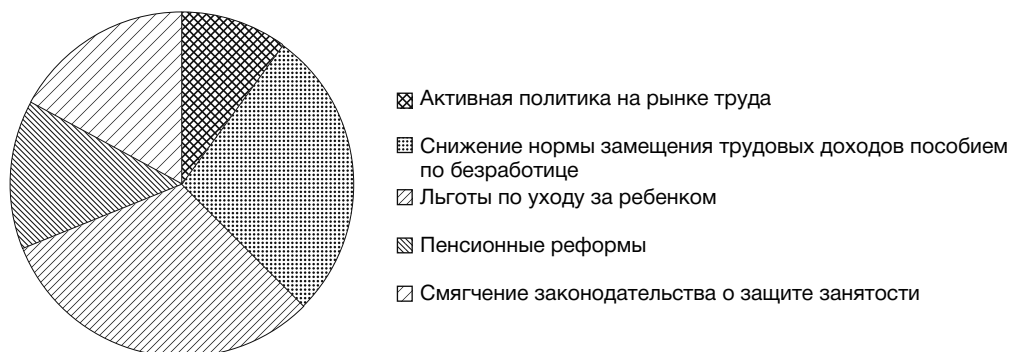 Активная политика на рынке труда
Снижение нормы замещения трудовых доходов пособием
по безработице
Льготы по уходу за ребенком
Пенсионные реформы
Смягчение законодательства о защите занятости